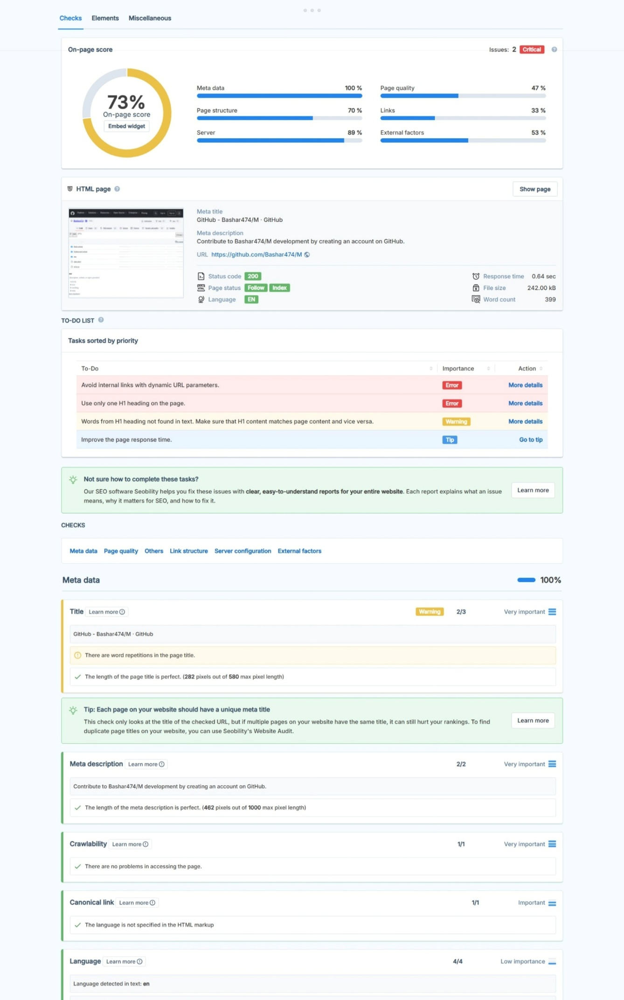 Checks Elements Miscellaneous
On-page score
Issues: 2 Critical
73%
On-page score
Embed widget
Meta data 100 %
Page structure 70 %
Server 89 %
Page quality 47 %
Links 33 %
External factors 53 %
HTML page
Show page
Meta title
GitHub - Bashar474/M · GitHub
Meta description
Contribute to Bashar474/M development by creating an account on GitHub.
URL https://github.com/Bashar474/M
Status code 200
Page status Follow Index
Language EN
Response time 0.64 sec
File size 242.00 kB
Word count 399
TO-DO LIST
Tasks sorted by priority
To-Do Importance Action
Avoid internal links with dynamic URL parameters. Error More details
Use only one H1 heading on the page. Error More details
Words from H1 heading not found in text. Make sure that H1 content matches page content and vice versa. Warning More details
Improve the page response time. Tip Go to tip
Not sure how to complete these tasks?
Our SEO software Seobility helps you fix these issues with clear, easy-to-understand reports for your entire website. Each report explains what an issue
means, why it matters for SEO, and how to fix it.
Learn more
CHECKS
Meta data Page quality Others Link structure Server configuration External factors
Meta data 100%
Title Learn more Warning 2/3 Very important
GitHub - Bashar474/M · GitHub
There are word repetitions in the page title.
The length of the page title is perfect. (282 pixels out of 580 max pixel length)
Tip: Each page on your website should have a unique meta title
This check only looks at the title of the checked URL, but if multiple pages on your website have the same title, it can still hurt your rankings. To find
duplicate page titles on your website, you can use Seobility's Website Audit.
Learn more
Meta description Learn more 2/2 Very important
Contribute to Bashar474/M development by creating an account on GitHub.
The length of the meta description is perfect. (462 pixels out of 1000 max pixel length)
Crawlability Learn more 1/1 Very important
There are no problems in accessing the page.
Canonical link Learn more 1/1 Important
The language is not specified in the HTML markup
Language Learn more 4/4 Low importance
Language detected in text: en